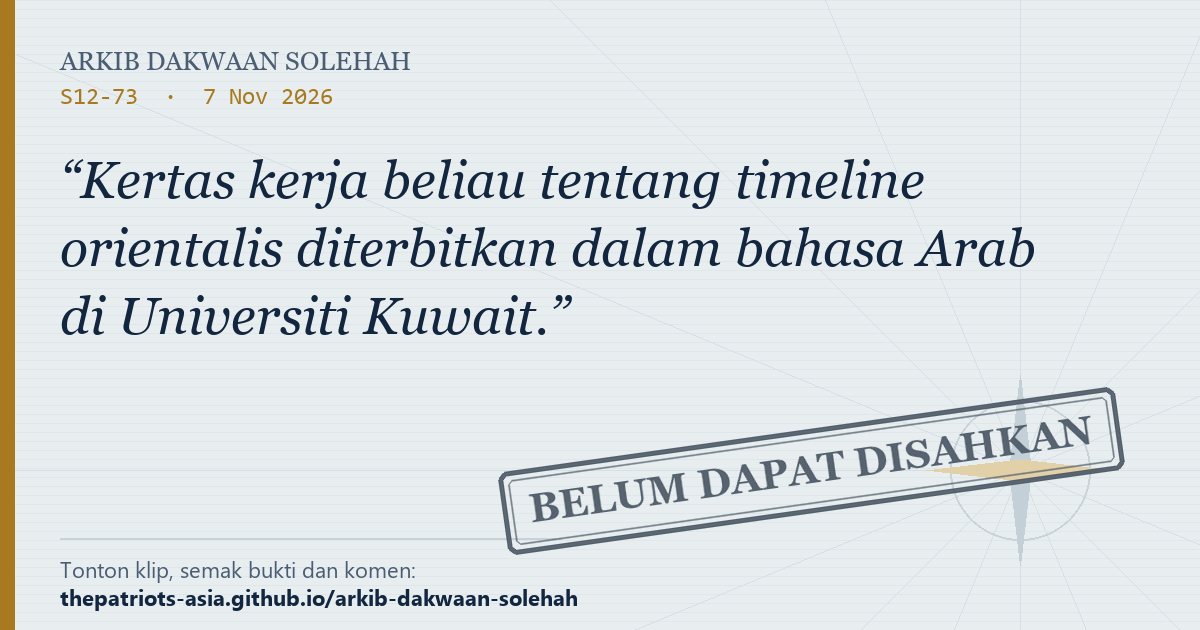 ARKIB DAKWAAN SOLEHAH
S12-73 · 7 Nov 2026
“Kertas kerja beliau tentang timeline
orientalis diterbitkan dalam bahasa Arab
di Universiti Kuwait.”
BELUM DAPAT DISAHKAN
Tonton klip, semak bukti dan komen:
thepatriots-asia.github.io/arkib-dakwaan-solehah